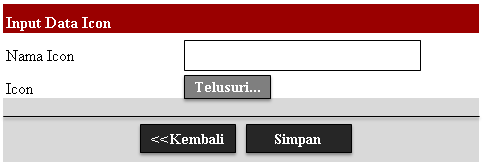 Input Data Icon
Nama Icon
Icon Telusuri...
<<Kembali Simpan